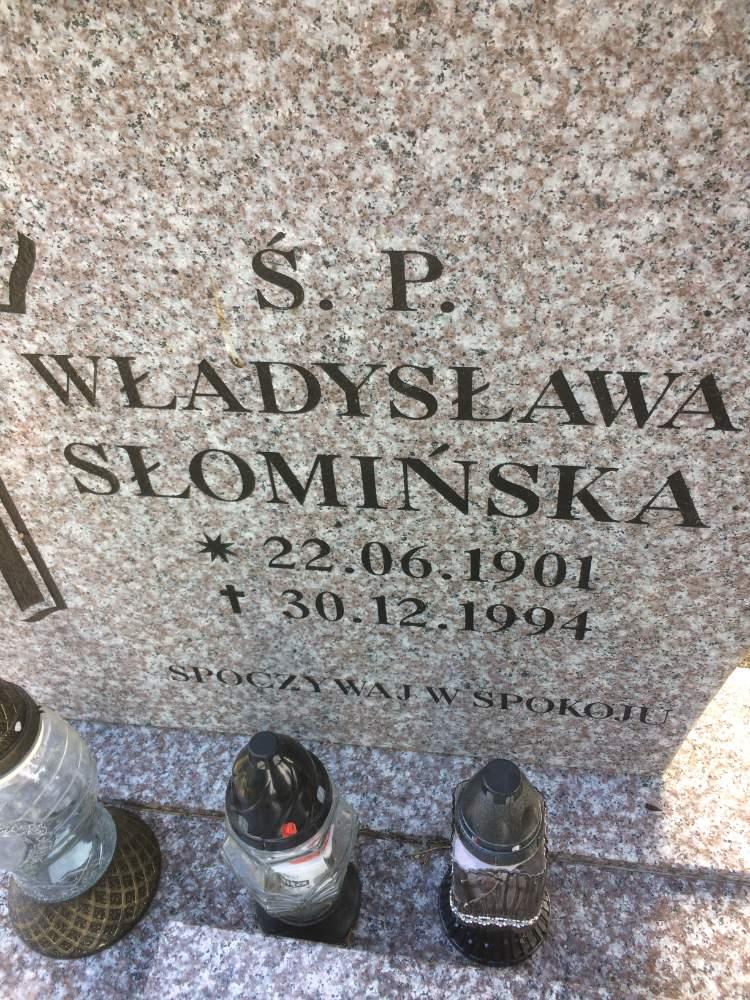 Ś. P.
WŁADYSŁAWA
SŁOMIŃSKA
✷ 22.06.1901
✝ 30.12.1994
SPOCZYWAJ W SPOKOJU